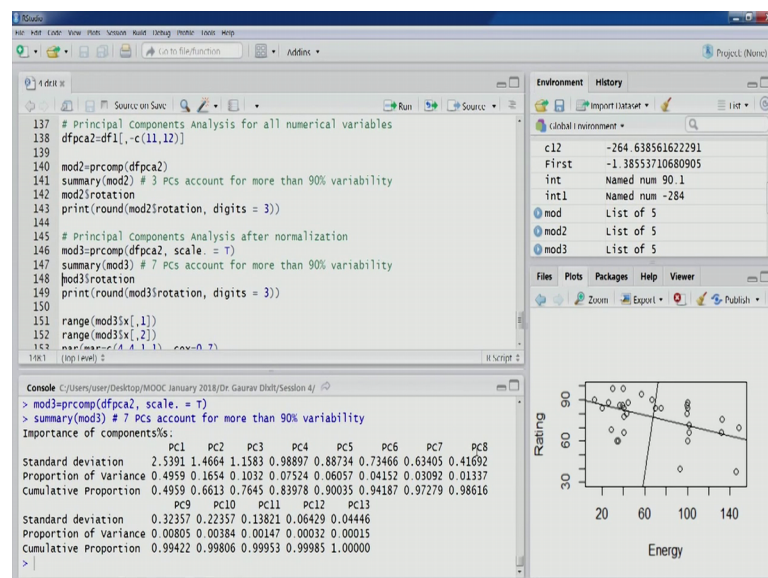 RStudio
File Edit Code View Plots Session Build Debug Profile Tools Help
Go to file/function
Addins
Project: (None)
Source on Save
Run
Source
137 # Principal Components Analysis for all numerical variables
138 dfpca2=df1[,-c(11,12)]
139
140 mod2=prcomp(dfpca2)
141 summary(mod2) # 3 PCs account for more than 90% variability
142 mod2$rotation
143 print(round(mod2$rotation, digits = 3))
144
145 # Principal Components Analysis after normalization
146 mod3=prcomp(dfpca2, scale. = T)
147 summary(mod3) # 7 PCs account for more than 90% variability
148 mod3$rotation
149 print(round(mod3$rotation, digits = 3))
150
151 range(mod3$x[,1])
152 range(mod3$x[,2])
153 par(mar=c(4,4,1,1), cex=0.7)
148:1 (Top Level) R Script
Console C:/Users/user/Desktop/MOOC January 2018/Dr. Gaurav Dixit/Session 4/
> mod3=prcomp(dfpca2, scale. = T)
> summary(mod3) # 7 PCs account for more than 90% variability
Importance of components%s:
PC1 PC2 PC3 PC4 PC5 PC6 PC7 PC8
Standard deviation 2.5391 1.4664 1.1583 0.98897 0.88734 0.73466 0.63405 0.41692
Proportion of Variance 0.4959 0.1654 0.1032 0.07524 0.06057 0.04152 0.03092 0.01337
Cumulative Proportion 0.4959 0.6613 0.7645 0.83978 0.90035 0.94187 0.97279 0.98616
PC9 PC10 PC11 PC12 PC13
Standard deviation 0.32357 0.22357 0.13821 0.06429 0.04446
Proportion of Variance 0.00805 0.00384 0.00147 0.00032 0.00015
Cumulative Proportion 0.99422 0.99806 0.99953 0.99985 1.00000
>
Environment History
Import Dataset
List
Global Environment
c12 -264.638561622291
First -1.38553710680905
int Named num 90.1
int1 Named num -284
mod List of 5
mod2 List of 5
mod3 List of 5
Files Plots Packages Help Viewer
Zoom Export Publish
Rating
30 60 90
20 60 100 140
Energy